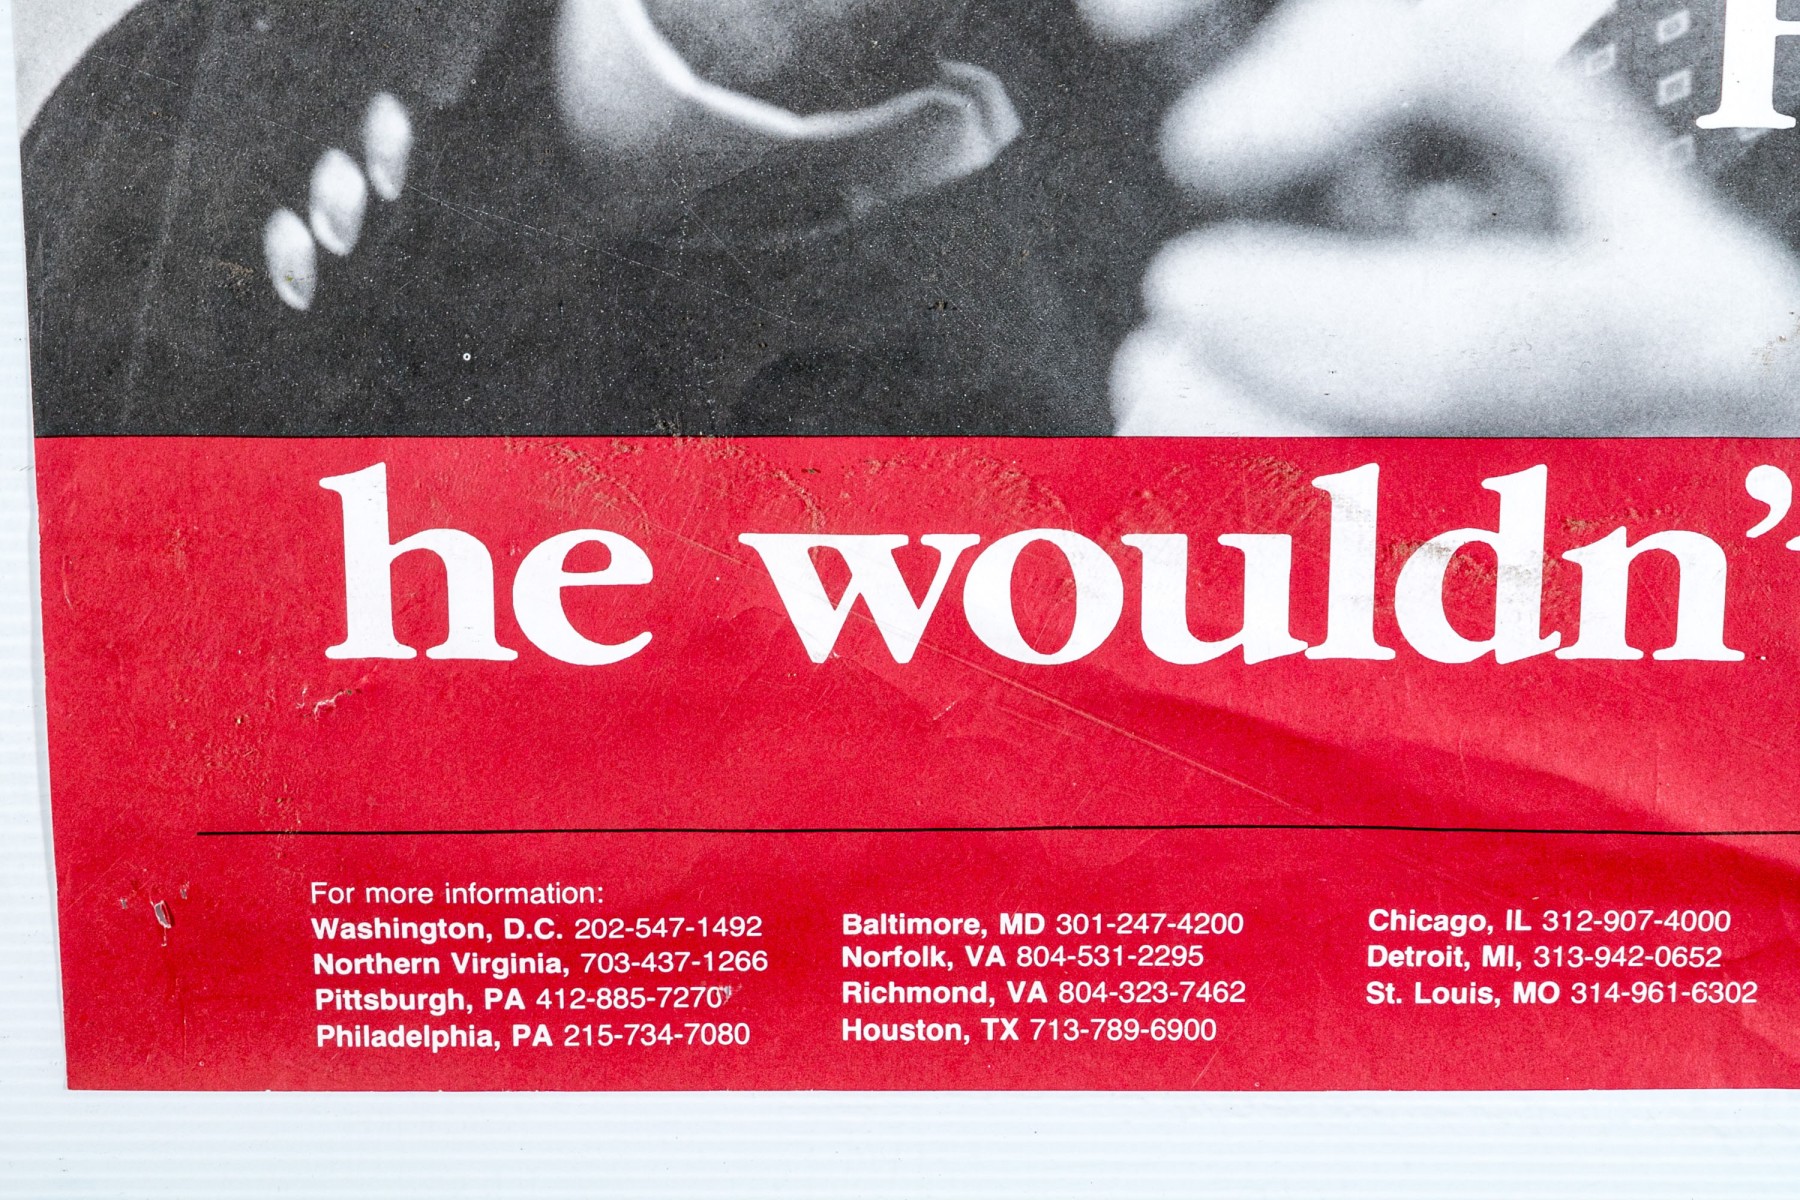 he wouldn'
For more information:
Washington, D.C. 202-547-1492
Northern Virginia, 703-437-1266
Pittsburgh, PA 412-885-7270
Philadelphia, PA 215-734-7080
Baltimore, MD 301-247-4200
Norfolk, VA 804-531-2295
Richmond, VA 804-323-7462
Houston, TX 713-789-6900
Chicago, IL 312-907-4000
Detroit, MI, 313-942-0652
St. Louis, MO 314-961-6302